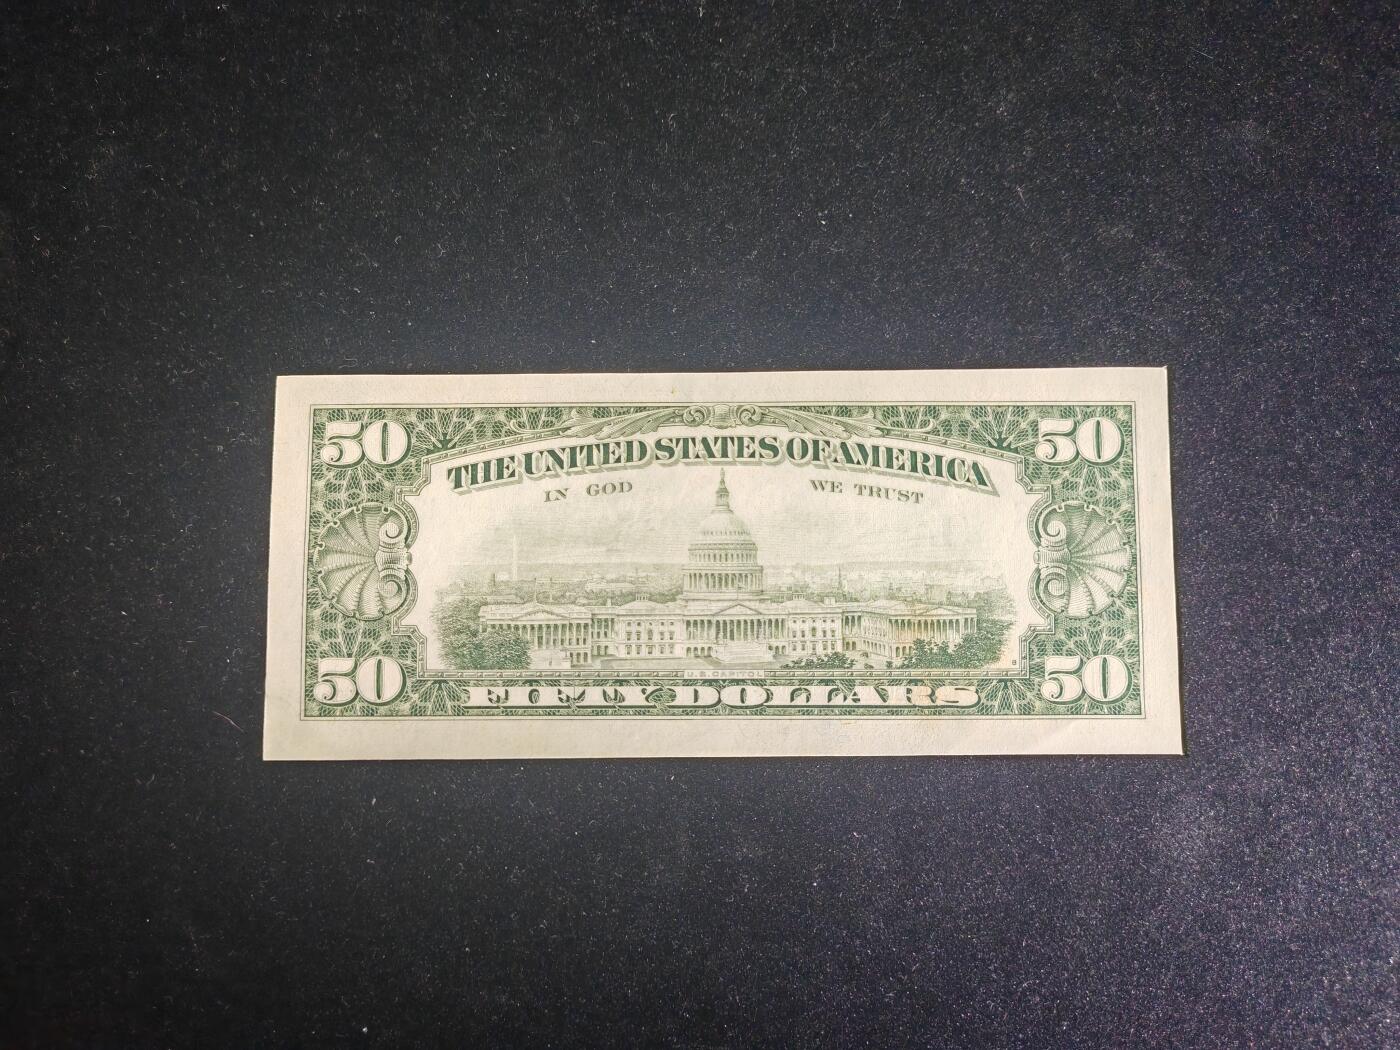 50 50
THE UNITED STATES OF AMERICA
IN GOD WE TRUST
U.S. CAPITOL
50 FIFTY DOLLARS 50